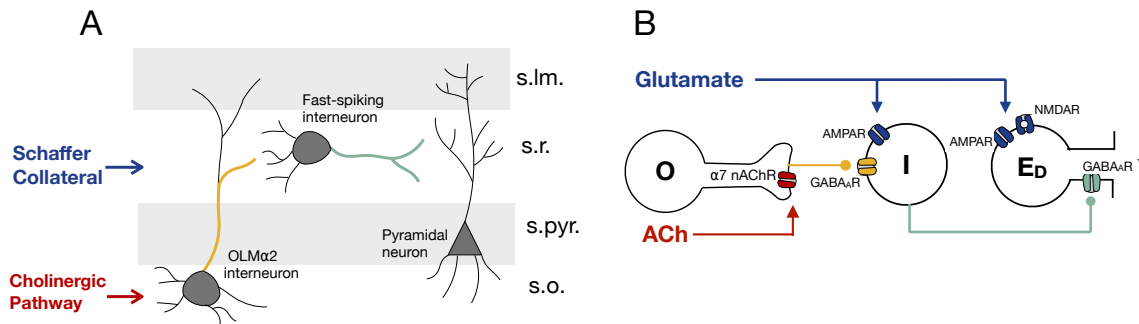 A
s.lm.
Fast-spiking
interneuron
Schaffer
Collateral
s.r.
s.pyr.
Pyramidal
neuron
OLMα2
interneuron
Cholinergic
Pathway
s.o.
B
Glutamate
NMDAR
AMPAR
AMPAR
O
α7 nAChR
GABAAR
I
ED
GABAAR
ACh